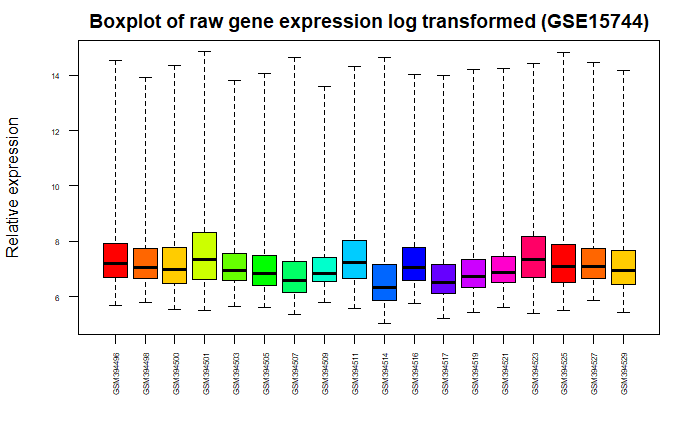 Boxplot of raw gene expression log transformed (GSE15744)
Relative expression
14
12
10
8
6
GSM394496
GSM394498
GSM394500
GSM394501
GSM394503
GSM394505
GSM394507
GSM394509
GSM394511
GSM394514
GSM394516
GSM394517
GSM394519
GSM394521
GSM394523
GSM394525
GSM394527
GSM394529